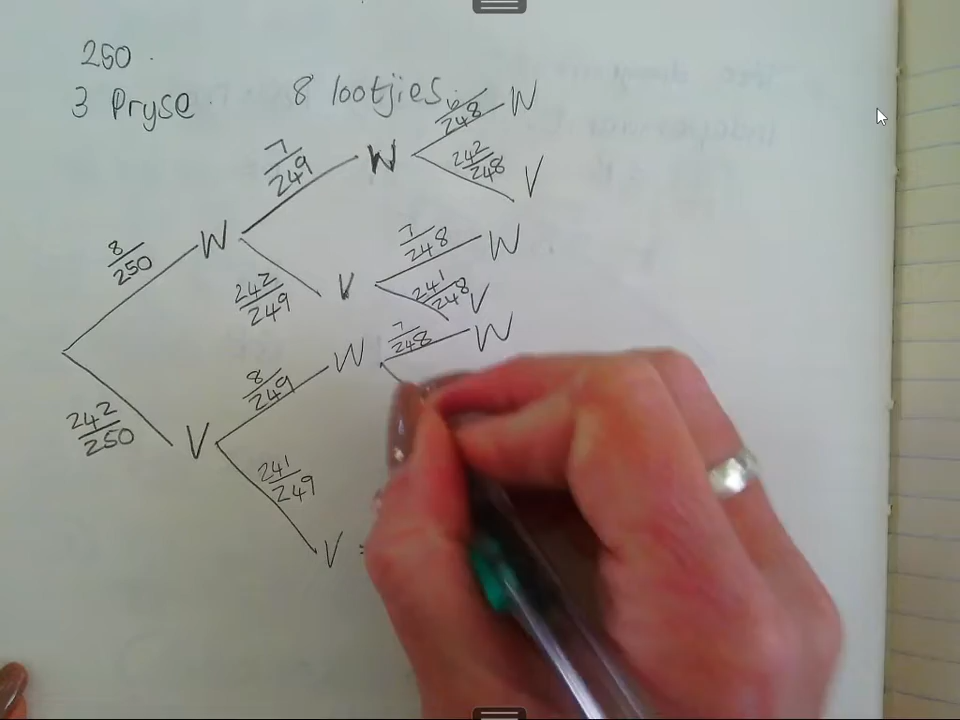 250.
3 Pryse. 8 lootjies.
6/248 W
7/249 W 242/248 V
8/250 W 7/248 W
242/249 V 241/248 V
7/248 W
8/249 W
242/250 V
241/249
V